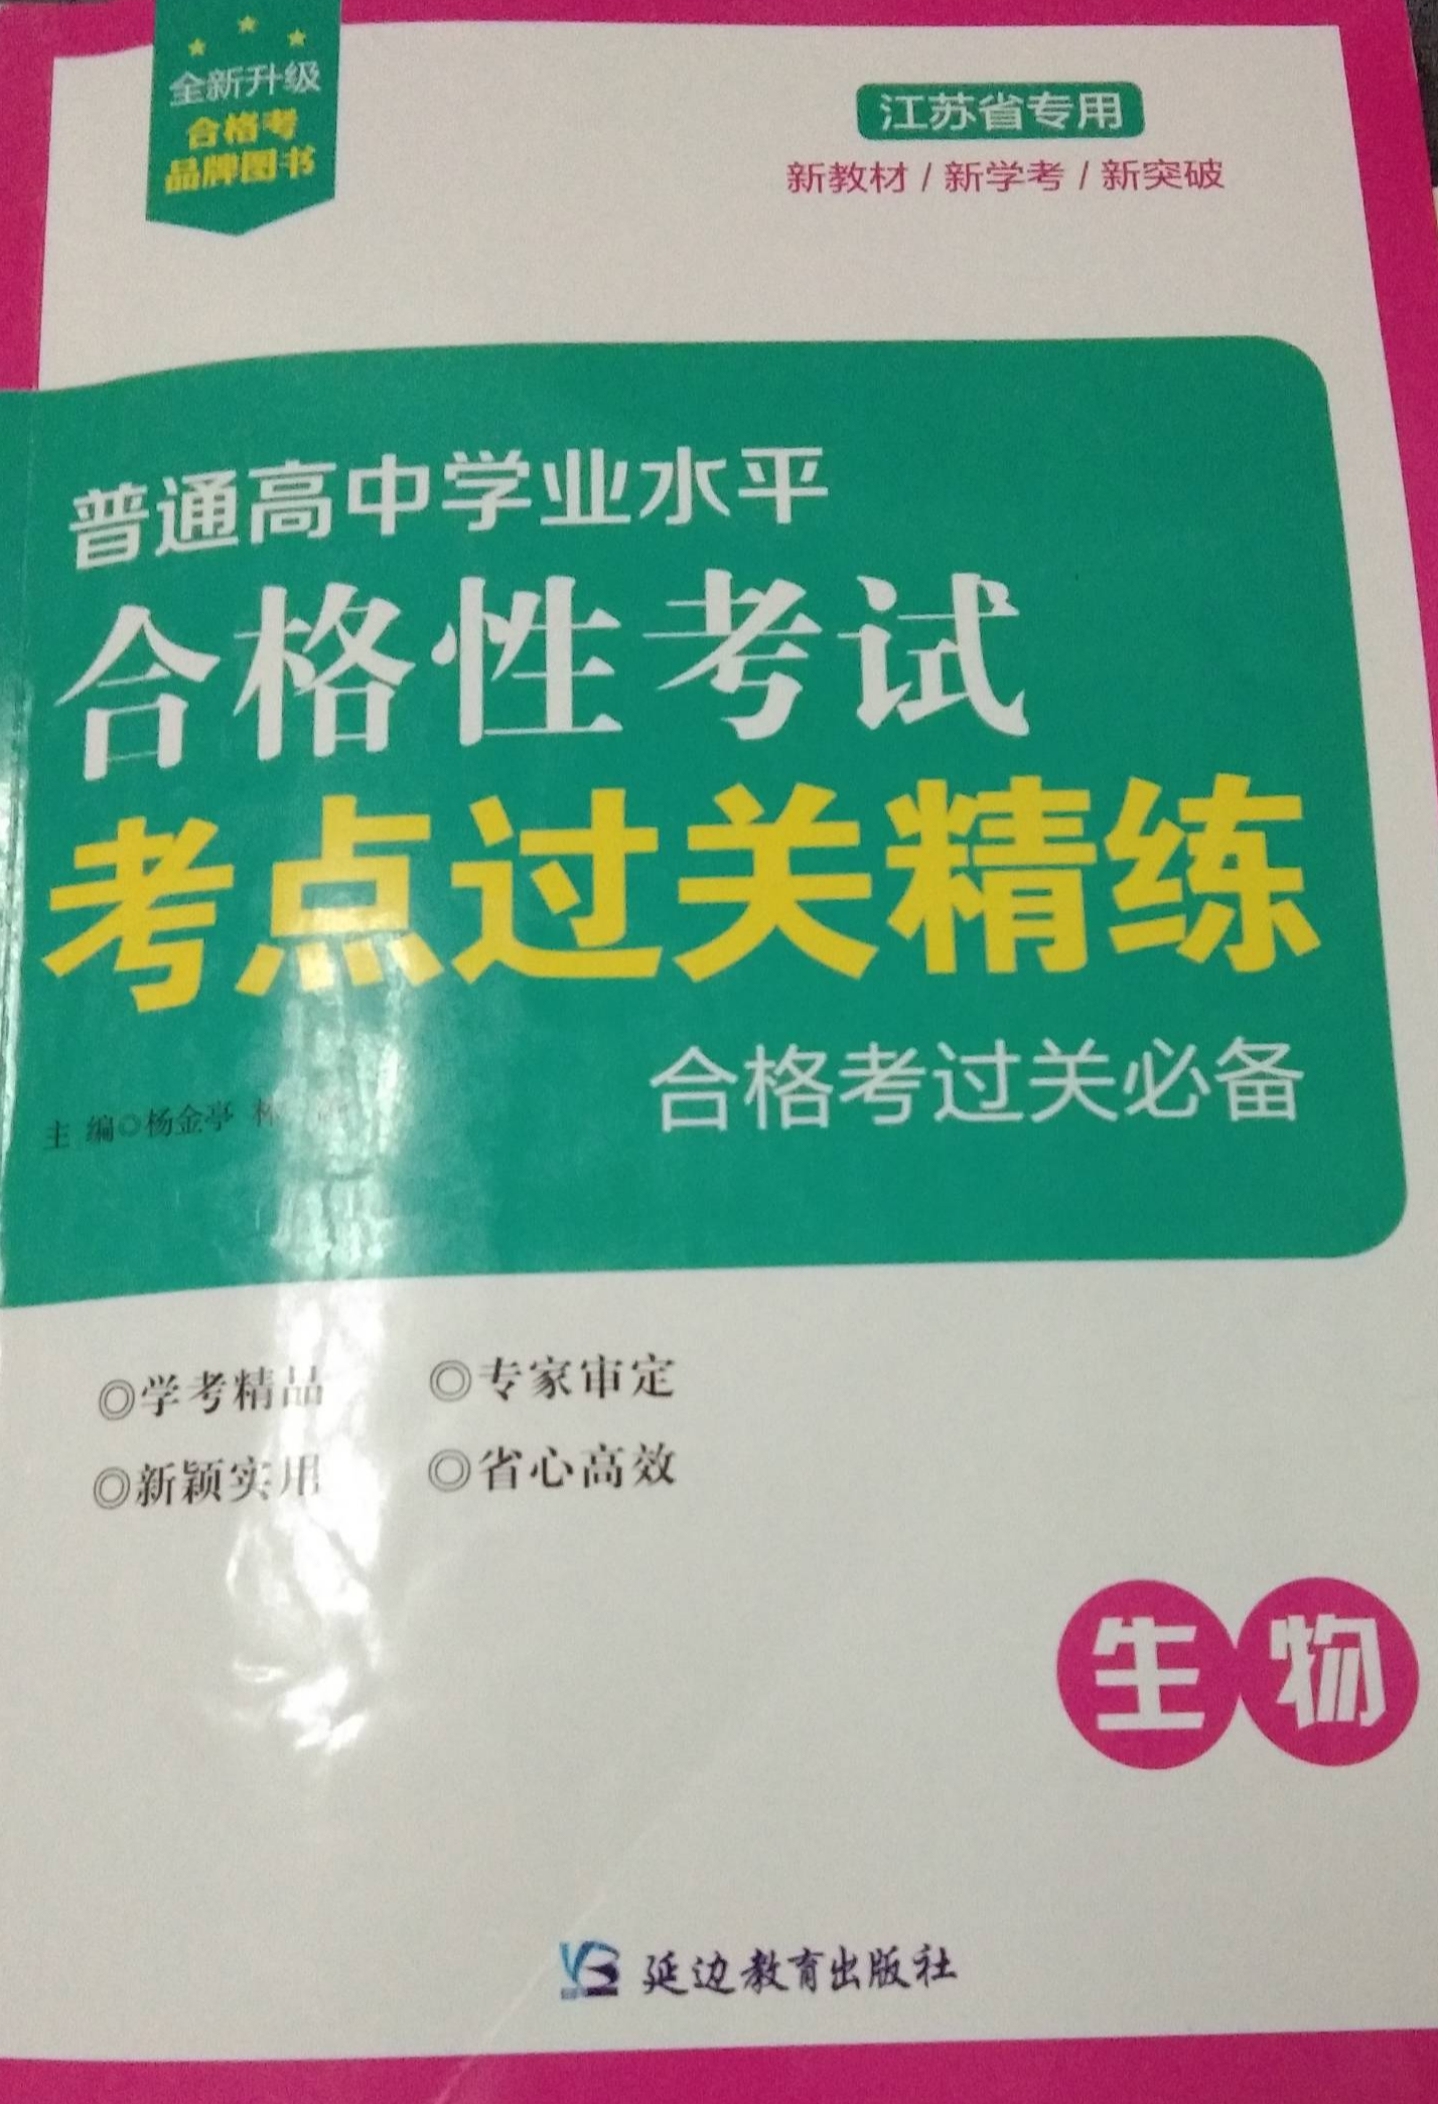 全新升级
合格考
品牌图书
江苏省专用
新教材 / 新学考 / 新突破
普通高中学业水平
合格性考试
考点过关精练
合格考过关必备
主 编◎杨金亭
◎学考精品 ◎专家审定
◎新颖实用 ◎省心高效
生物
延边教育出版社